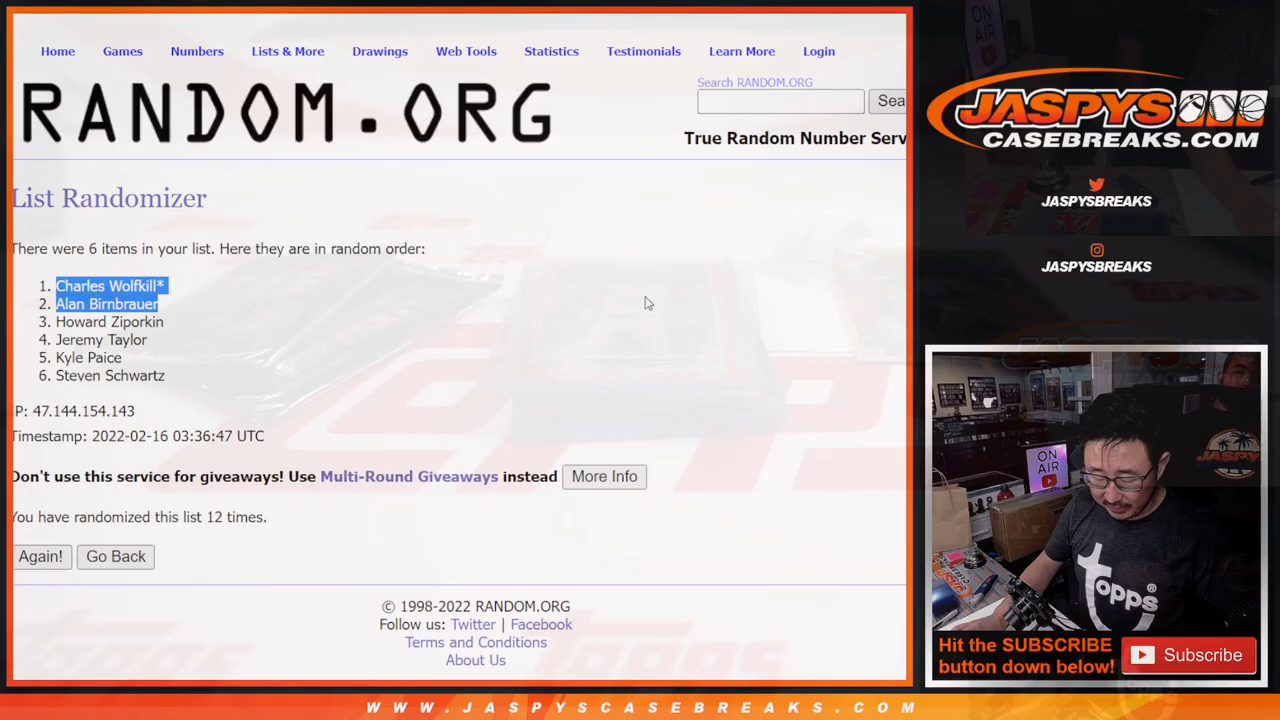 Home Games Numbers Lists & More Drawings Web Tools Statistics Testimonials Learn More Login
Search RANDOM.ORG
RANDOM.ORG
Sea
True Random Number Serv
List Randomizer
There were 6 items in your list. Here they are in random order:
1. Charles Wolfkill*
2. Alan Birnbrauer
3. Howard Ziporkin
4. Jeremy Taylor
5. Kyle Paice
6. Steven Schwartz
IP: 47.144.154.143
Timestamp: 2022-02-16 03:36:47 UTC
Don't use this service for giveaways! Use Multi-Round Giveaways instead More Info
You have randomized this list 12 times.
Again! Go Back
© 1998-2022 RANDOM.ORG
Follow us: Twitter | Facebook
Terms and Conditions
About Us
JASPYS
CASEBREAKS.COM
JASPYSBREAKS
JASPYSBREAKS
ON
AIR
JASPY
topps®
Hit the SUBSCRIBE
button down below!
Subscribe
WWW.JASPYSCASEBREAKS.COM